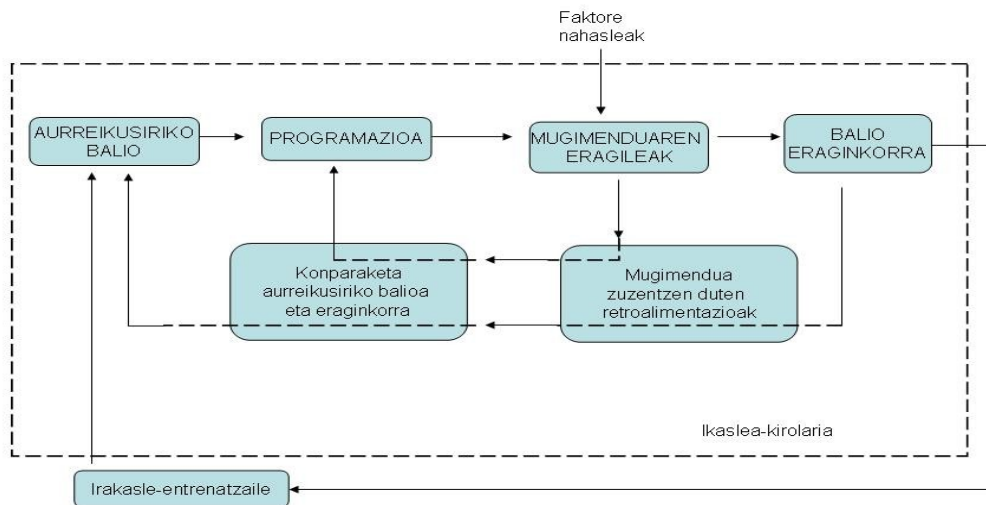 Faktore
nahasleak
AURREIKUSIRIKO
BALIO
PROGRAMAZIOA
MUGIMENDUAREN
ERAGILEAK
BALIO
ERAGINKORRA
Konparaketa
aurreikusiriko balioa
eta eraginkorra
Mugimendua
zuzentzen duten
retroalimentazioak
Ikaslea-kirolaria
Irakasle-entrenatzaile